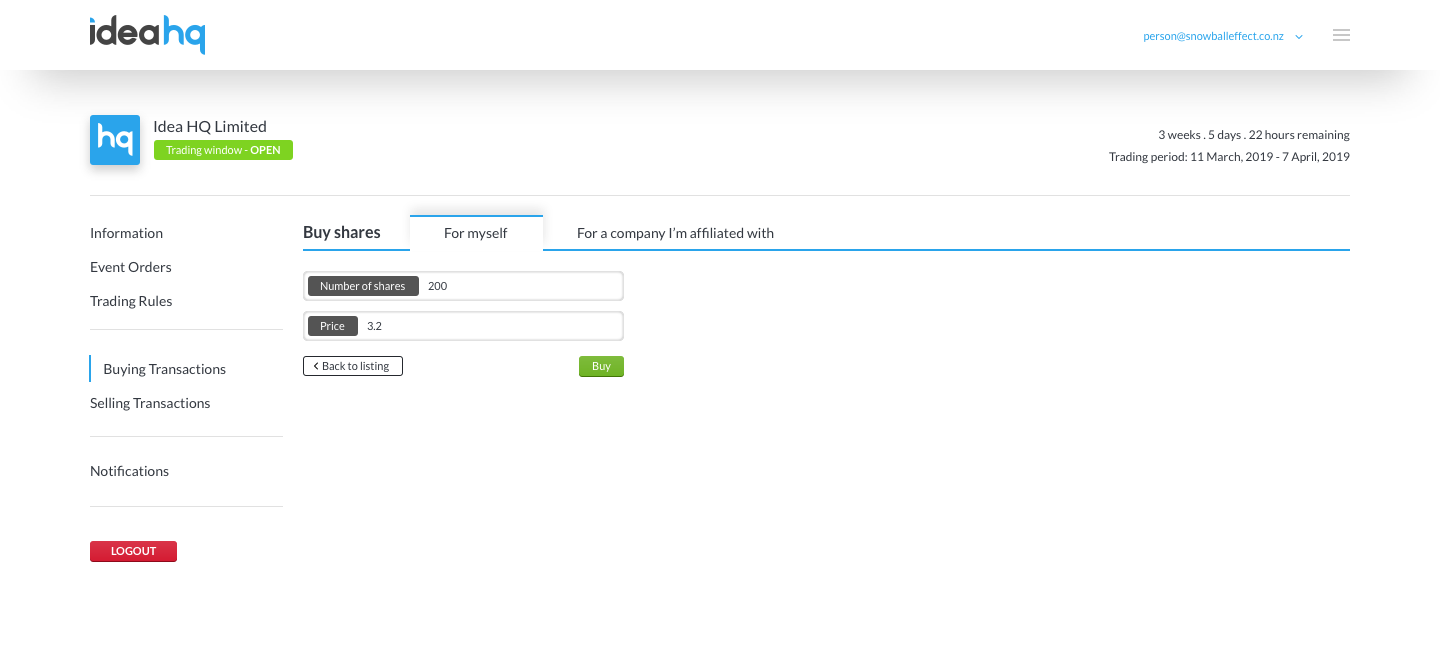 ideahq
person@snowballeffect.co.nz
hq
Idea HQ Limited
Trading window - OPEN
3 weeks . 5 days . 22 hours remaining
Trading period: 11 March, 2019 - 7 April, 2019
Information
Event Orders
Trading Rules
Buying Transactions
Selling Transactions
Notifications
LOGOUT
Buy shares
For myself
For a company I'm affiliated with
Number of shares 200
Price 3.2
Back to listing
Buy